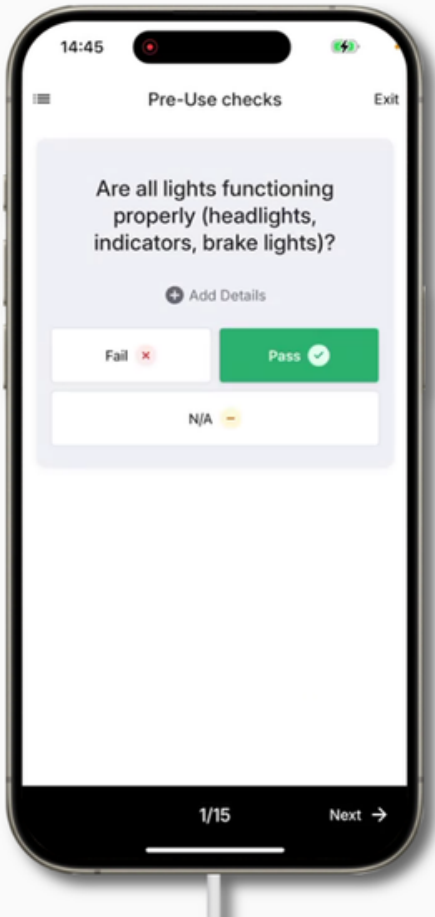 14:45
Pre-Use checks
Exit
Are all lights functioning
properly (headlights,
indicators, brake lights)?
Add Details
Fail
Pass
N/A
1/15
Next